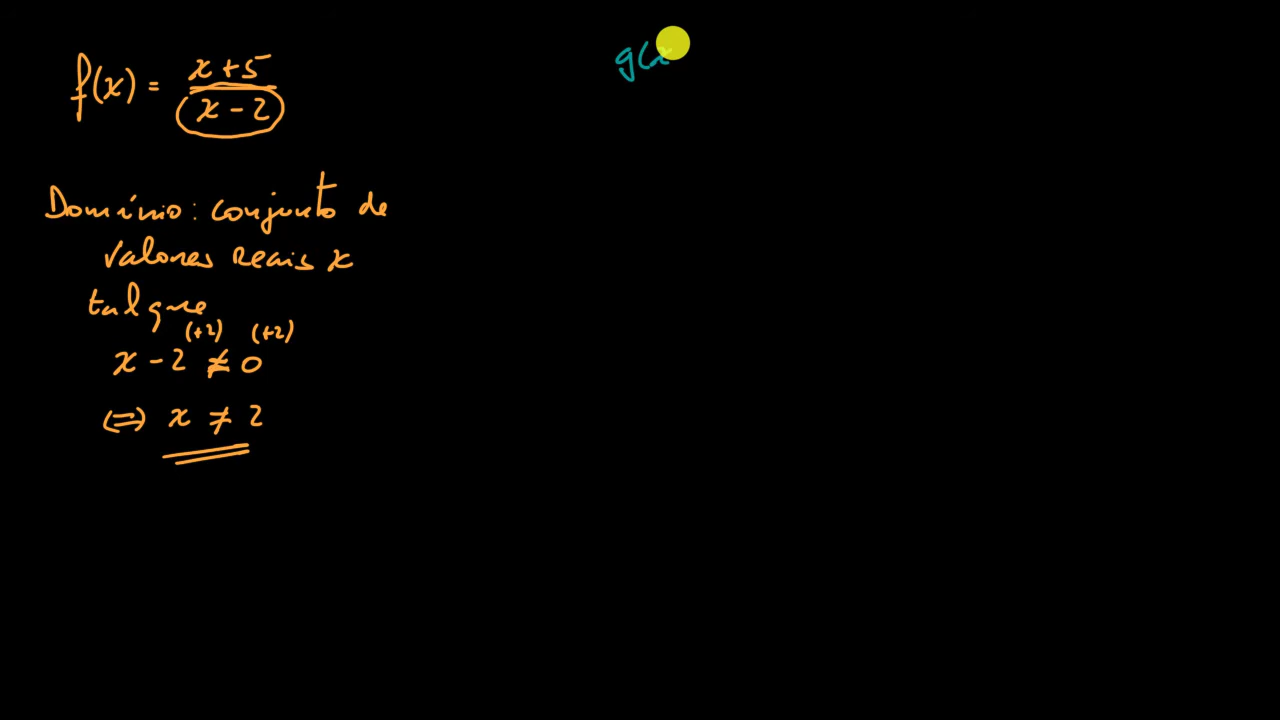 f(x) = x + 5 / x - 2
Domínio: conjunto de
valores reais x
tal que
(+2) (+2)
x - 2 ≠ 0
⇔ x ≠ 2
g(x